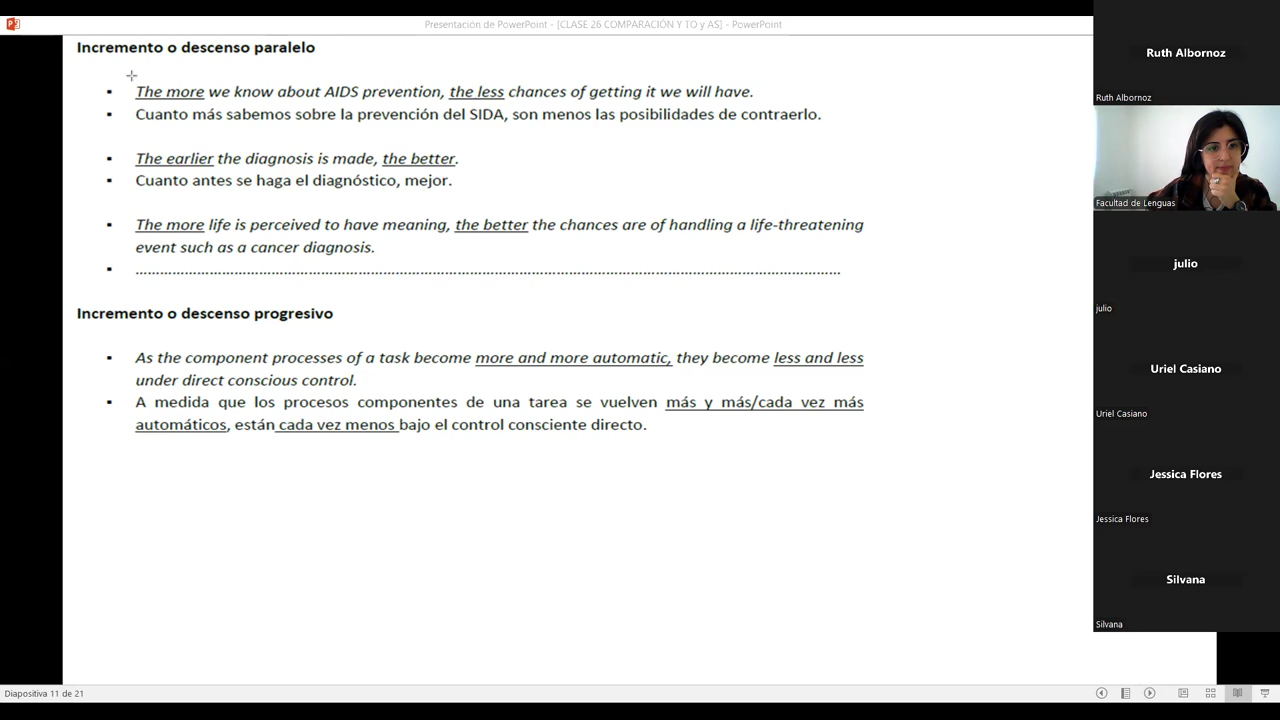 Presentación de PowerPoint - [CLASE 26 COMPARACIÓN Y TO y AS] - PowerPoint
Incremento o descenso paralelo
▪ The more we know about AIDS prevention, the less chances of getting it we will have.
▪ Cuanto más sabemos sobre la prevención del SIDA, son menos las posibilidades de contraerlo.
▪ The earlier the diagnosis is made, the better.
▪ Cuanto antes se haga el diagnóstico, mejor.
▪ The more life is perceived to have meaning, the better the chances are of handling a life-threatening
event such as a cancer diagnosis.
▪ ……………………………………………………………………………………………………………………………
Incremento o descenso progresivo
▪ As the component processes of a task become more and more automatic, they become less and less
under direct conscious control.
▪ A medida que los procesos componentes de una tarea se vuelven más y más/cada vez más
automáticos, están cada vez menos bajo el control consciente directo.
Diapositiva 11 de 21
Ruth Albornoz
Ruth Albornoz
Facultad de Lenguas
julio
julio
Uriel Casiano
Uriel Casiano
Jessica Flores
Jessica Flores
Silvana
Silvana